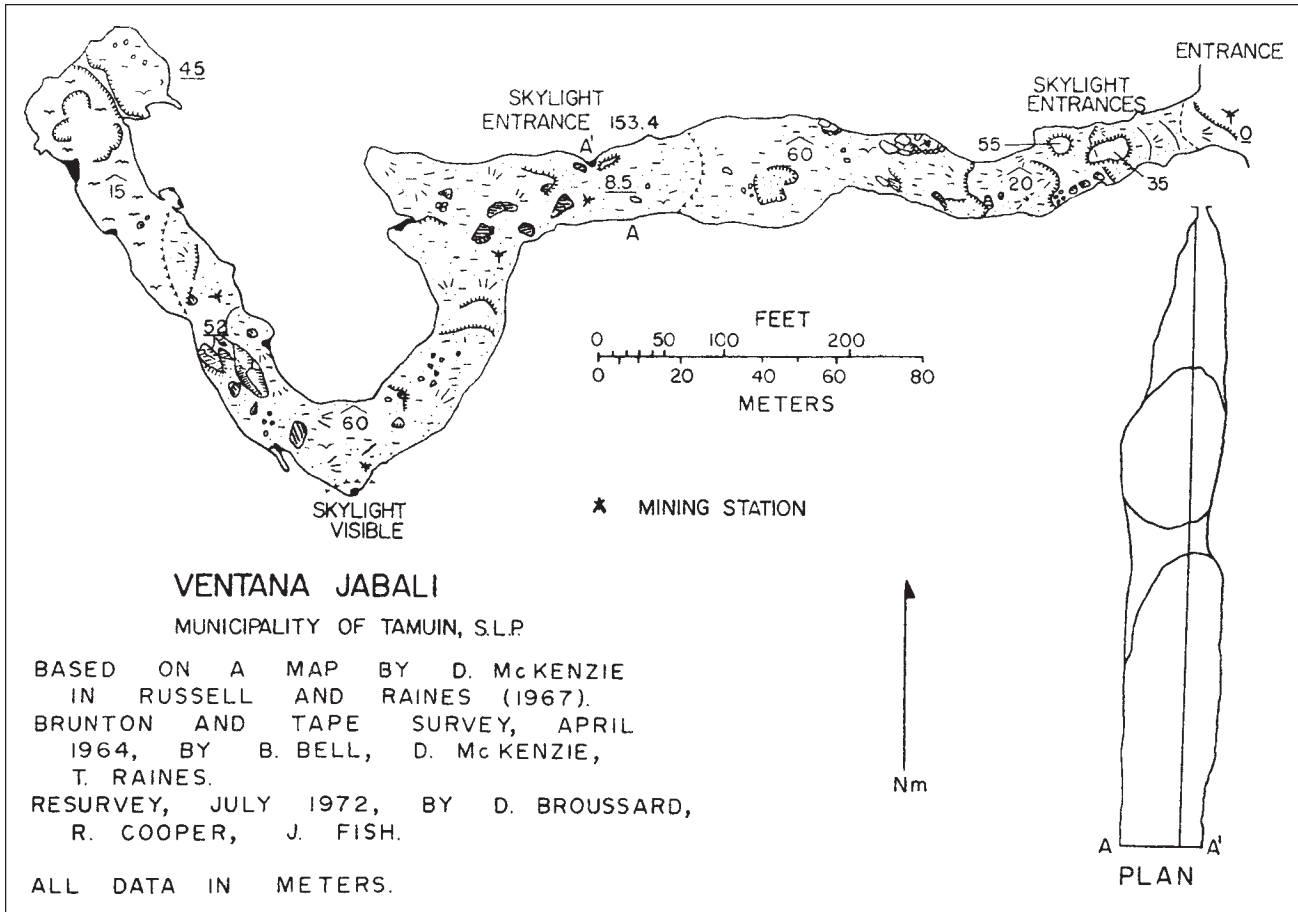 ENTRANCE
SKYLIGHT
ENTRANCES
SKYLIGHT
ENTRANCE 153.4
A'
45
15
52
60
8.5
A
60
55
20
35
0
SKYLIGHT
VISIBLE
FEET
0 50 100 200
0 20 40 60 80
METERS
MINING STATION
VENTANA JABALI
MUNICIPALITY OF TAMUIN, S.L.P.
BASED ON A MAP BY D. McKENZIE
IN RUSSELL AND RAINES (1967).
BRUNTON AND TAPE SURVEY, APRIL
1964, BY B. BELL, D. McKENZIE,
T. RAINES.
RESURVEY, JULY 1972, BY D. BROUSSARD,
R. COOPER, J. FISH.
ALL DATA IN METERS.
Nm
A A'
PLAN